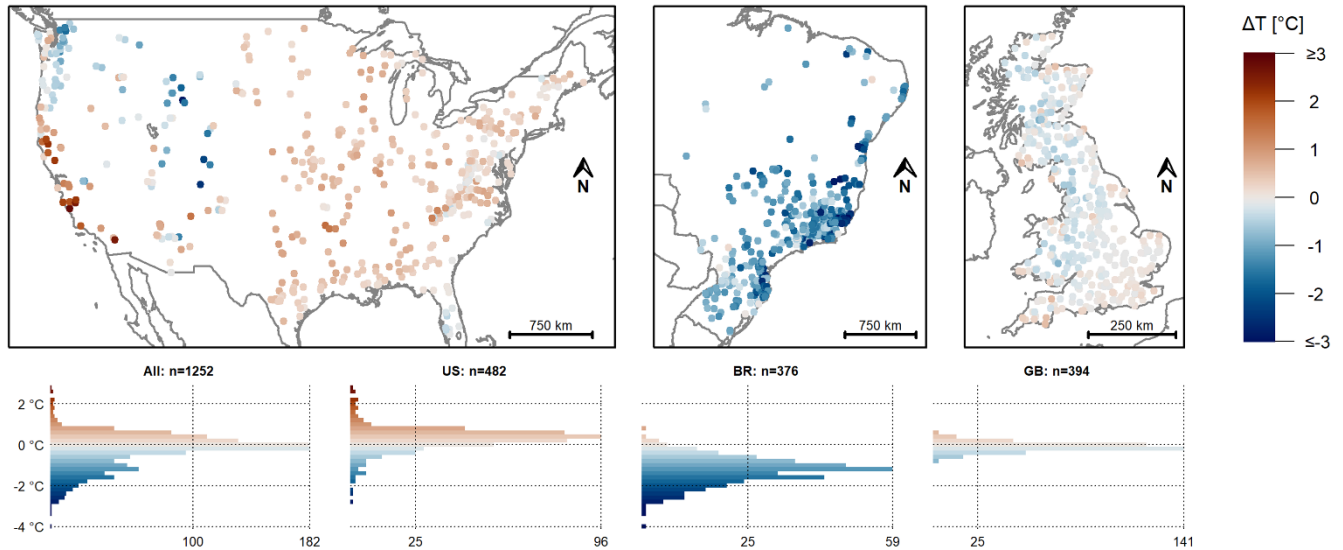 ΔT [°C]
≥3
2
1
0
-1
-2
≤-3
N
N
N
750 km
750 km
250 km
All: n=1252
US: n=482
BR: n=376
GB: n=394
2 °C
0 °C
-2 °C
-4 °C
100
182
25
96
25
59
25
141